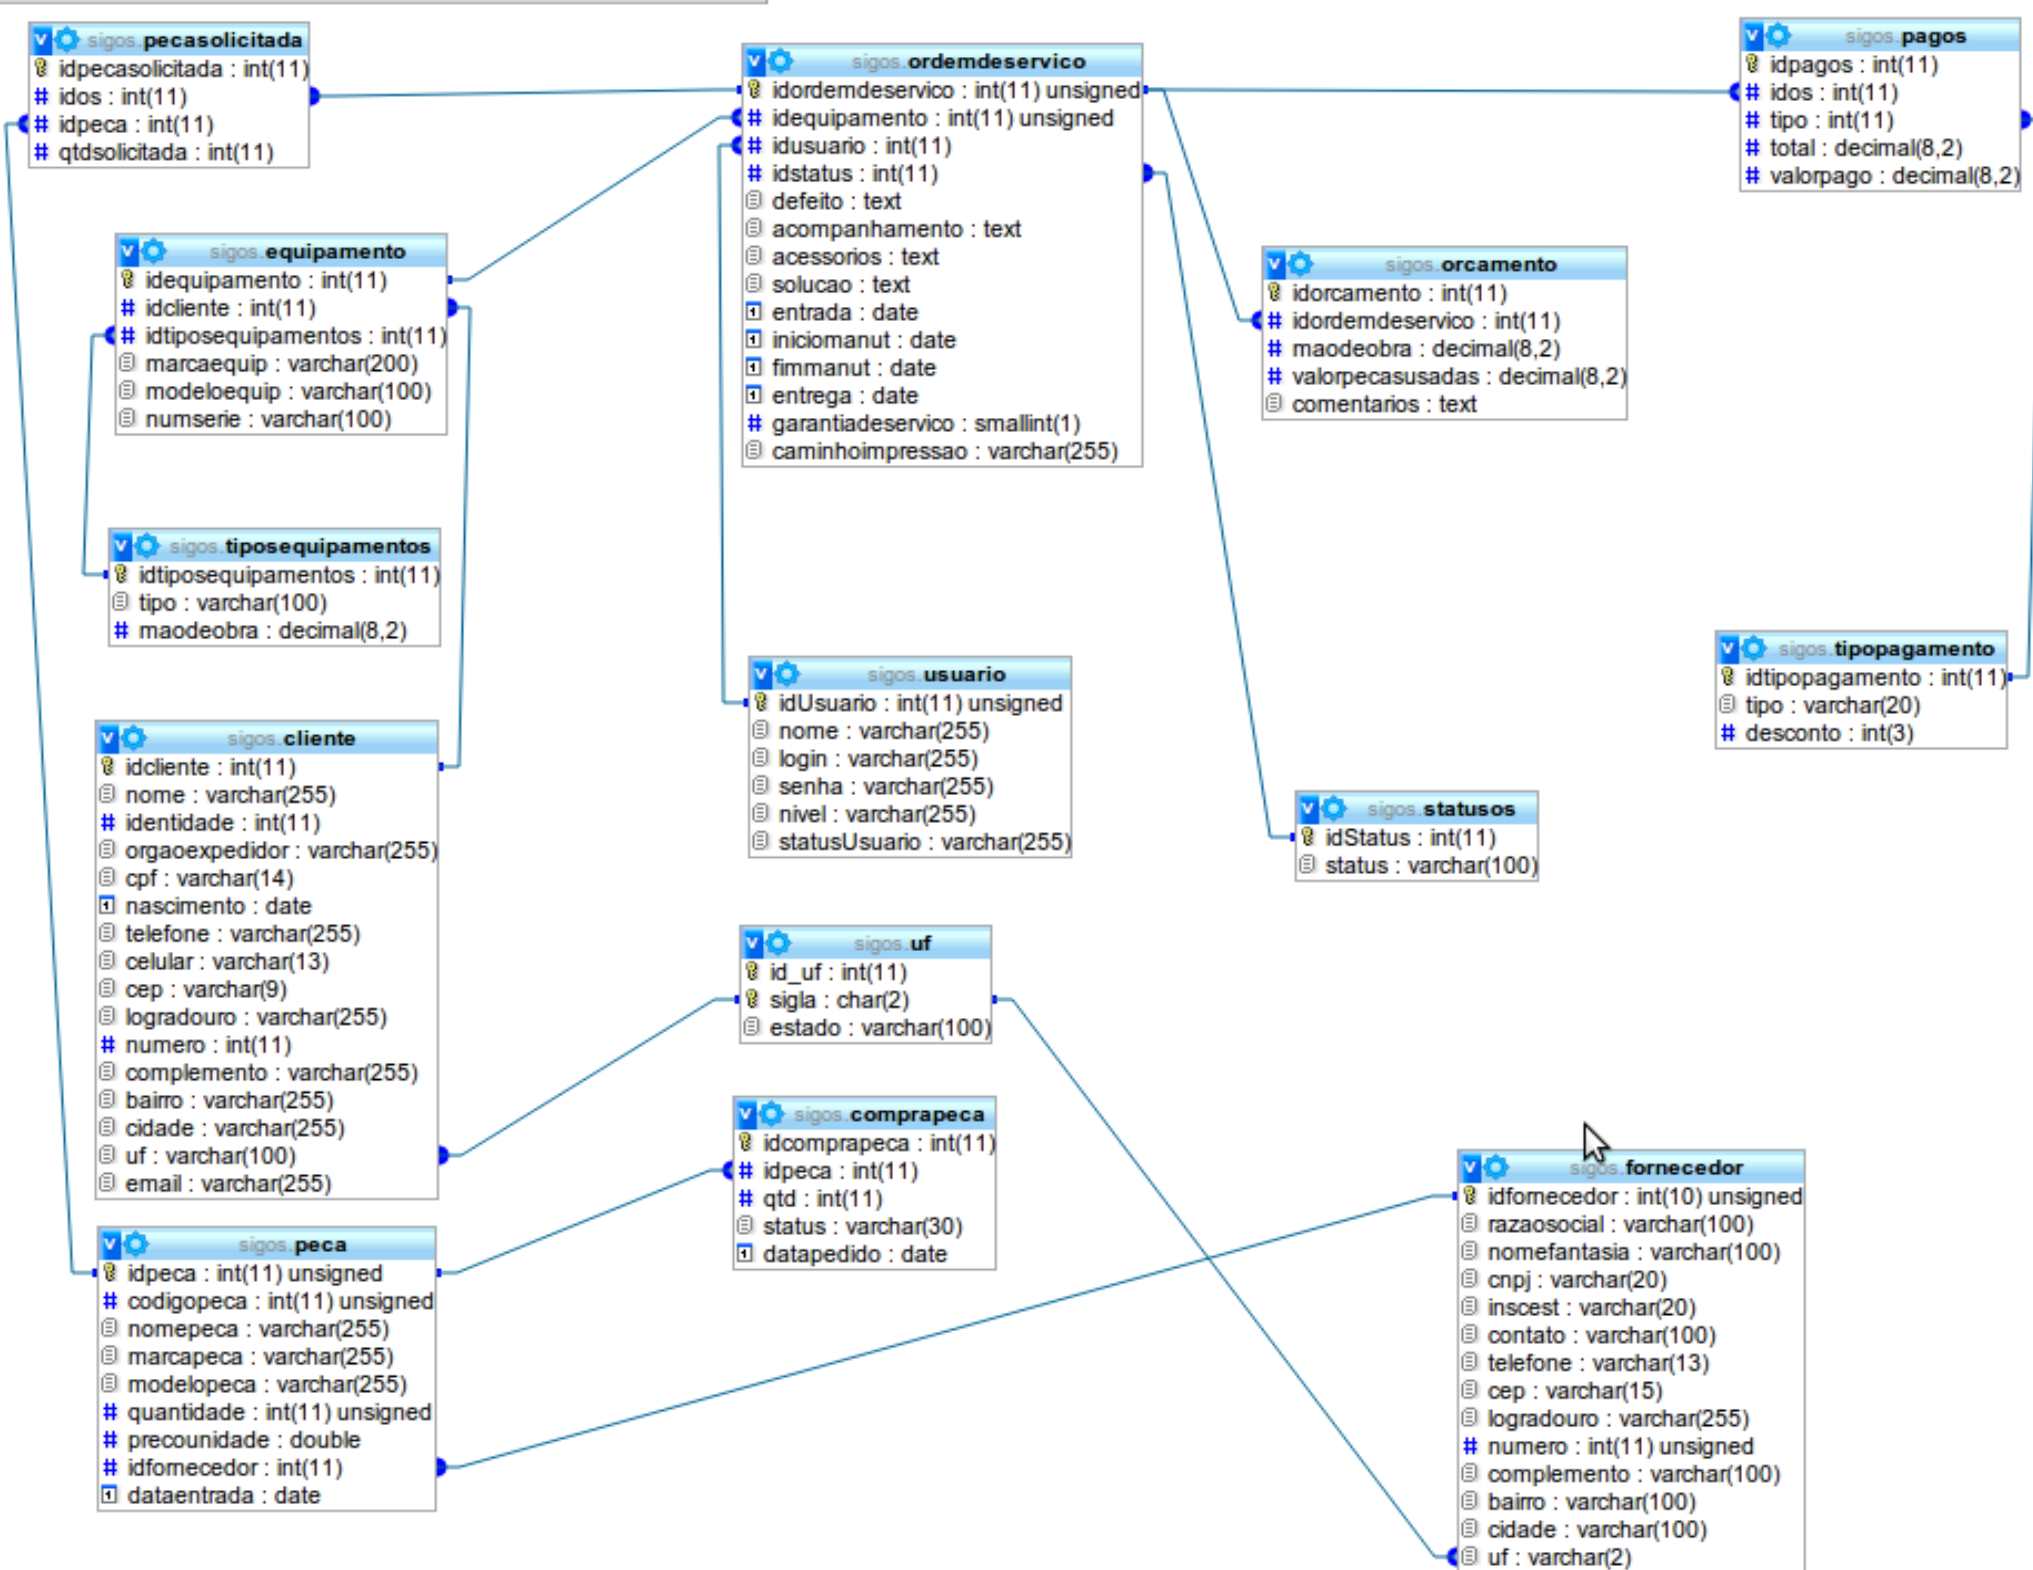 sigos.pecasolicitada
idpecasolicitada : int(11)
idos : int(11)
idpeca : int(11)
qtdsolicitada : int(11)
sigos.ordemdeservico
idordemdeservico : int(11) unsigned
idequipamento : int(11) unsigned
idusuario : int(11)
idstatus : int(11)
defeito : text
acompanhamento : text
acessorios : text
solucao : text
entrada : date
iniciomanut : date
fimmanut : date
entrega : date
garantiadeservico : smallint(1)
caminhoimpressao : varchar(255)
sigos.pagos
idpagos : int(11)
idos : int(11)
tipo : int(11)
total : decimal(8,2)
valorpago : decimal(8,2)
sigos.equipamento
idequipamento : int(11)
idcliente : int(11)
idtiposequipamentos : int(11)
marcaequip : varchar(200)
modeloequip : varchar(100)
numserie : varchar(100)
sigos.orcamento
idorcamento : int(11)
idordemdeservico : int(11)
maodeobra : decimal(8,2)
valorpecasusadas : decimal(8,2)
comentarios : text
sigos.tiposequipamentos
idtiposequipamentos : int(11)
tipo : varchar(100)
maodeobra : decimal(8,2)
sigos.usuario
idUsuario : int(11) unsigned
nome : varchar(255)
login : varchar(255)
senha : varchar(255)
nivel : varchar(255)
statusUsuario : varchar(255)
sigos.tipopagamento
idtipopagamento : int(11)
tipo : varchar(20)
desconto : int(3)
sigos.cliente
idcliente : int(11)
nome : varchar(255)
identidade : int(11)
orgaoexpedidor : varchar(255)
cpf : varchar(14)
nascimento : date
telefone : varchar(255)
celular : varchar(13)
cep : varchar(9)
logradouro : varchar(255)
numero : int(11)
complemento : varchar(255)
bairro : varchar(255)
cidade : varchar(255)
uf : varchar(100)
email : varchar(255)
sigos.statusos
idStatus : int(11)
status : varchar(100)
sigos.uf
id_uf : int(11)
sigla : char(2)
estado : varchar(100)
sigos.comprapeca
idcomprapeca : int(11)
idpeca : int(11)
qtd : int(11)
status : varchar(30)
datapedido : date
sigos.fornecedor
idfornecedor : int(10) unsigned
razaosocial : varchar(100)
nomefantasia : varchar(100)
cnpj : varchar(20)
inscest : varchar(20)
contato : varchar(100)
telefone : varchar(13)
cep : varchar(15)
logradouro : varchar(255)
numero : int(11) unsigned
complemento : varchar(100)
bairro : varchar(100)
cidade : varchar(100)
uf : varchar(2)
sigos.peca
idpeca : int(11) unsigned
codigopeca : int(11) unsigned
nomepeca : varchar(255)
marcapeca : varchar(255)
modelopeca : varchar(255)
quantidade : int(11) unsigned
precounidade : double
idfornecedor : int(11)
dataentrada : date